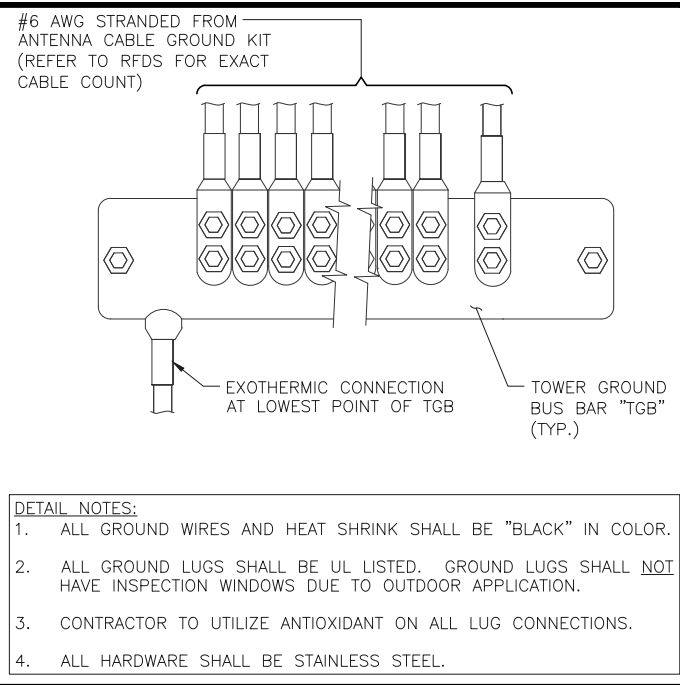 #6 AWG STRANDED FROM
ANTENNA CABLE GROUND KIT
(REFER TO RFDS FOR EXACT
CABLE COUNT)
EXOTHERMIC CONNECTION
AT LOWEST POINT OF TGB
TOWER GROUND
BUS BAR "TGB"
(TYP.)
DETAIL NOTES:
1. ALL GROUND WIRES AND HEAT SHRINK SHALL BE "BLACK" IN COLOR.
2. ALL GROUND LUGS SHALL BE UL LISTED. GROUND LUGS SHALL NOT
HAVE INSPECTION WINDOWS DUE TO OUTDOOR APPLICATION.
3. CONTRACTOR TO UTILIZE ANTIOXIDANT ON ALL LUG CONNECTIONS.
4. ALL HARDWARE SHALL BE STAINLESS STEEL.